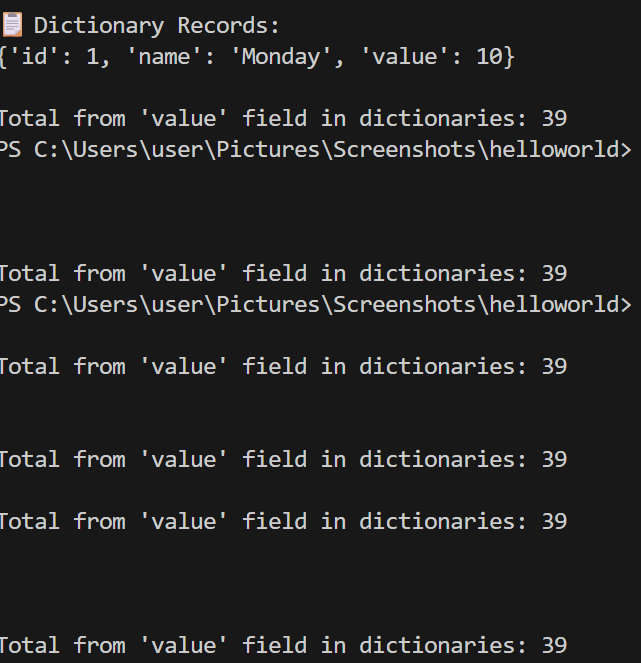 📋 Dictionary Records:
{'id': 1, 'name': 'Monday', 'value': 10}
Total from 'value' field in dictionaries: 39
PS C:\Users\user\Pictures\Screenshots\helloworld>
Total from 'value' field in dictionaries: 39
PS C:\Users\user\Pictures\Screenshots\helloworld>
Total from 'value' field in dictionaries: 39
Total from 'value' field in dictionaries: 39
Total from 'value' field in dictionaries: 39
Total from 'value' field in dictionaries: 39